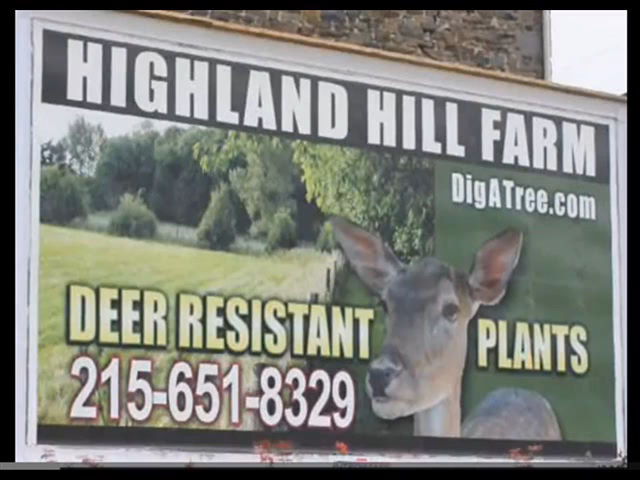 HIGHLAND HILL FARM
DigATree.com
DEER RESISTANT PLANTS
215-651-8329